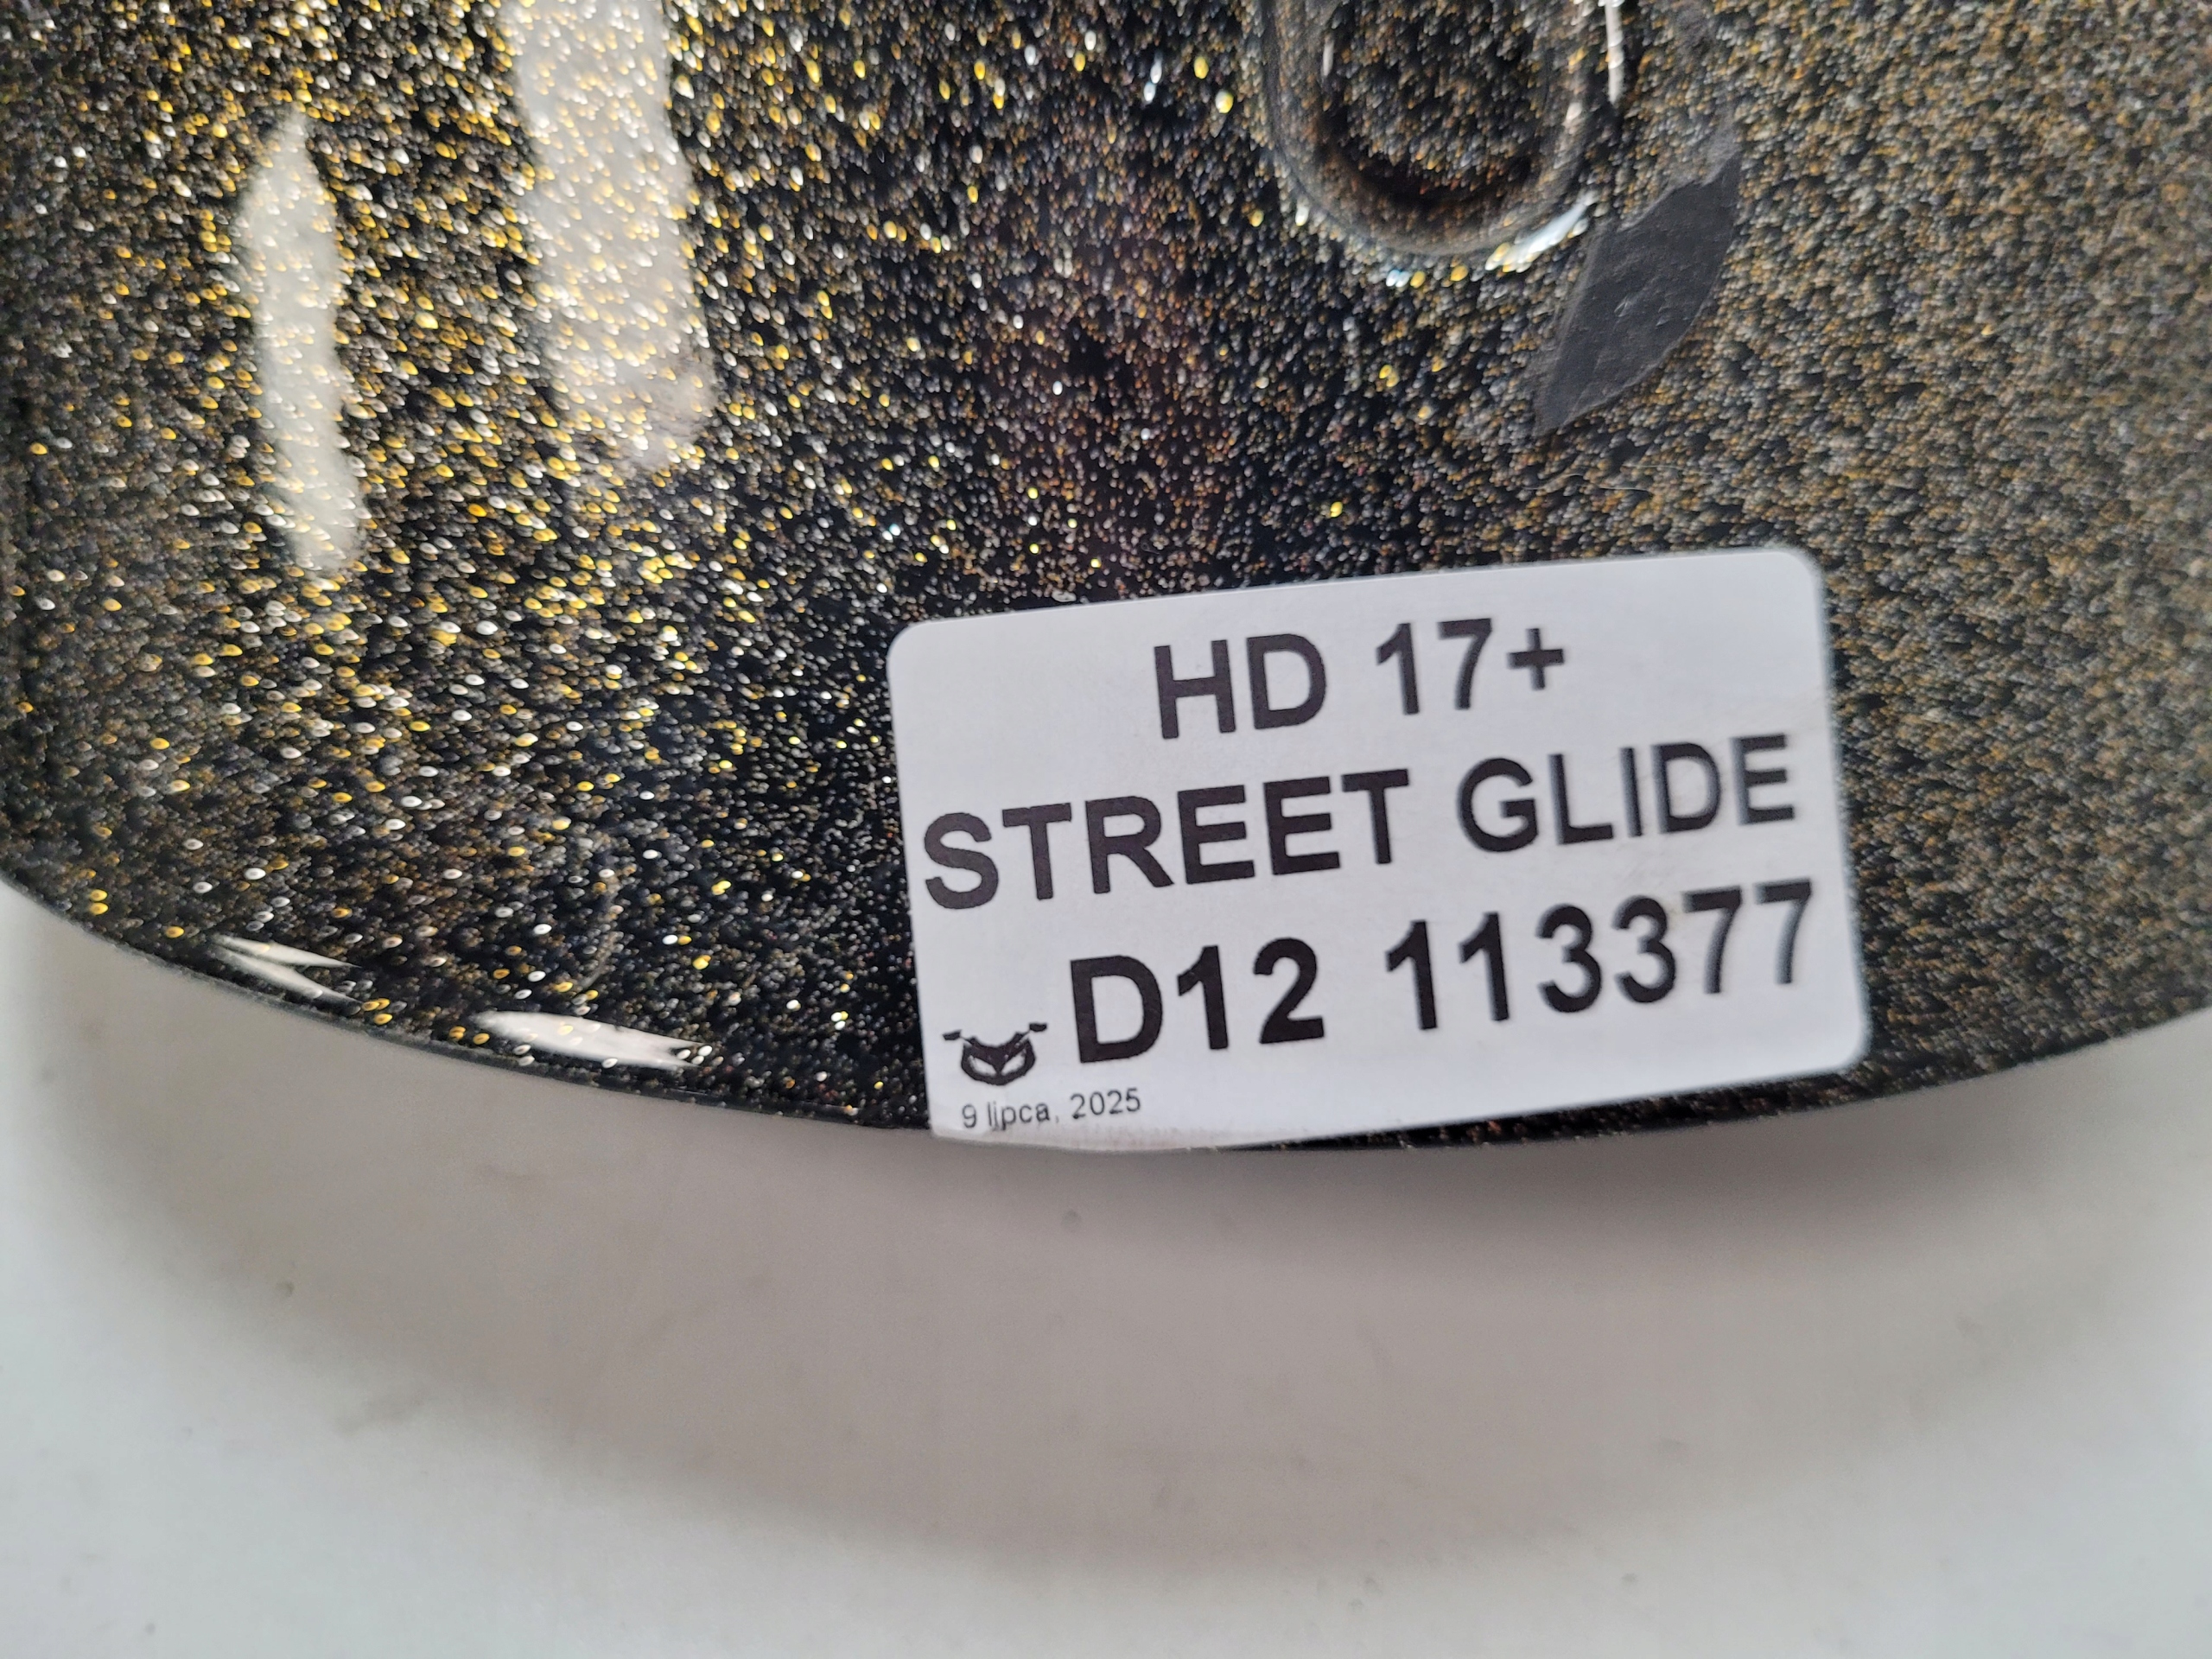 HD 17+
STREET GLIDE
D12 113377
9 lipca, 2025